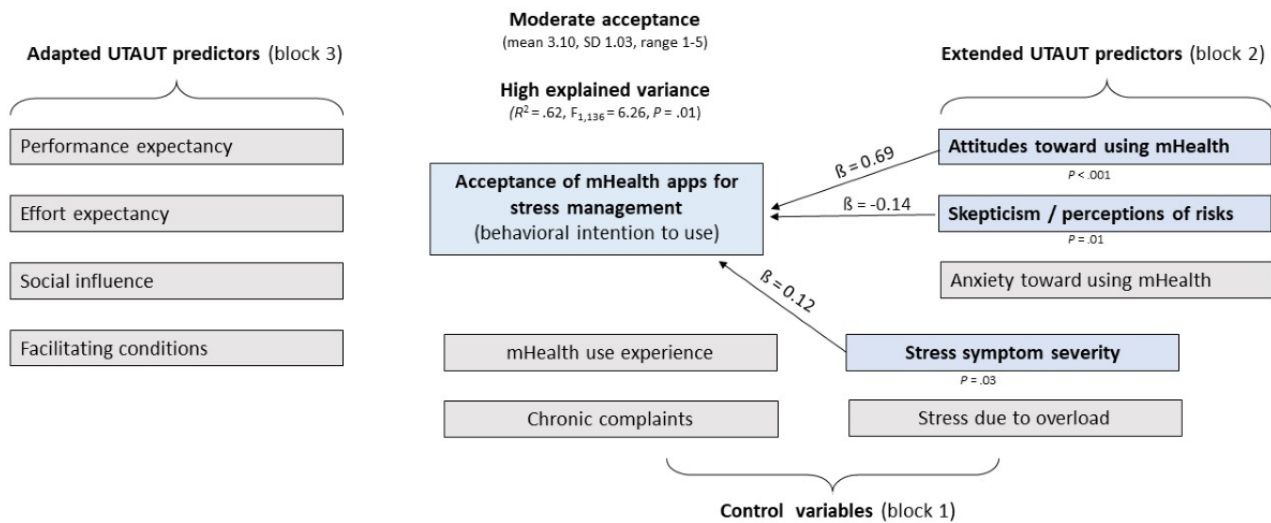 Moderate acceptance
(mean 3.10, SD 1.03, range 1-5)
High explained variance
(R² = .62, F1,136 = 6.26, P = .01)
Adapted UTAUT predictors (block 3)
Performance expectancy
Effort expectancy
Social influence
Facilitating conditions
Acceptance of mHealth apps for
stress management
(behavioral intention to use)
ß = 0.69
ß = -0.14
ß = 0.12
Extended UTAUT predictors (block 2)
Attitudes toward using mHealth
P < .001
Skepticism / perceptions of risks
P = .01
Anxiety toward using mHealth
mHealth use experience
Stress symptom severity
P = .03
Chronic complaints
Stress due to overload
Control variables (block 1)